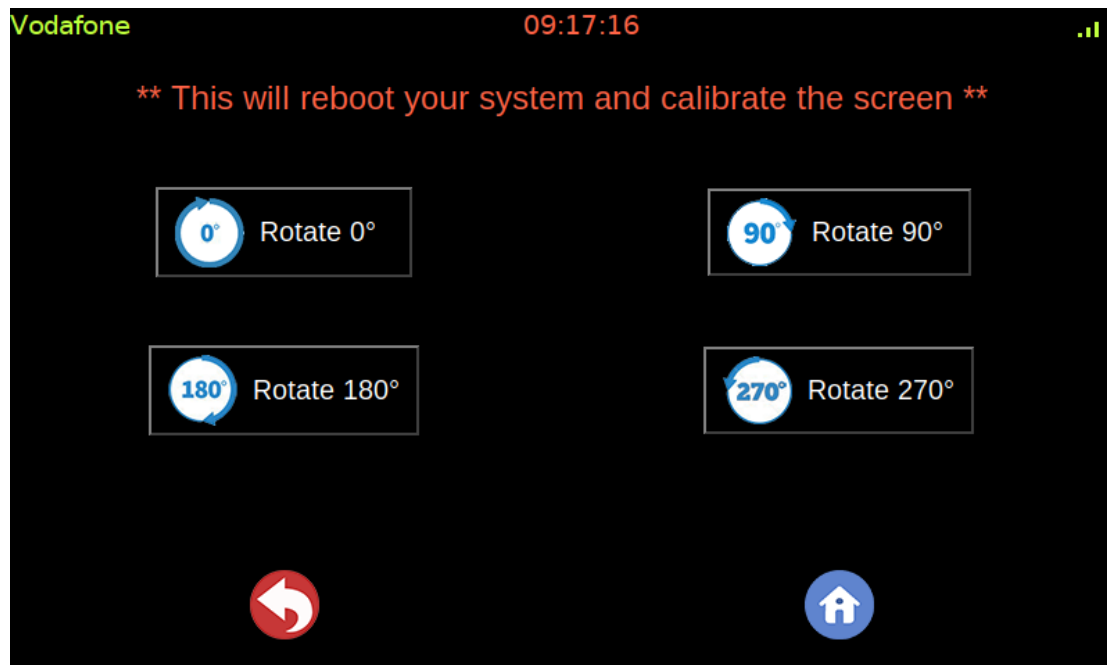 Vodafone 09:17:16
** This will reboot your system and calibrate the screen **
0° Rotate 0°
90° Rotate 90°
180° Rotate 180°
270° Rotate 270°